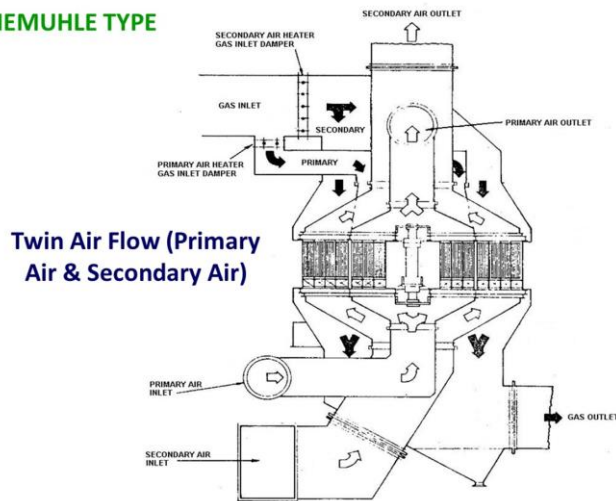 HEMUHLE TYPE
SECONDARY AIR OUTLET
SECONDARY AIR HEATER
GAS INLET DAMPER
GAS INLET
SECONDARY
PRIMARY AIR OUTLET
PRIMARY AIR HEATER
GAS INLET DAMPER
PRIMARY
Twin Air Flow (Primary
Air & Secondary Air)
PRIMARY AIR
INLET
GAS OUTLET
SECONDARY AIR
INLET